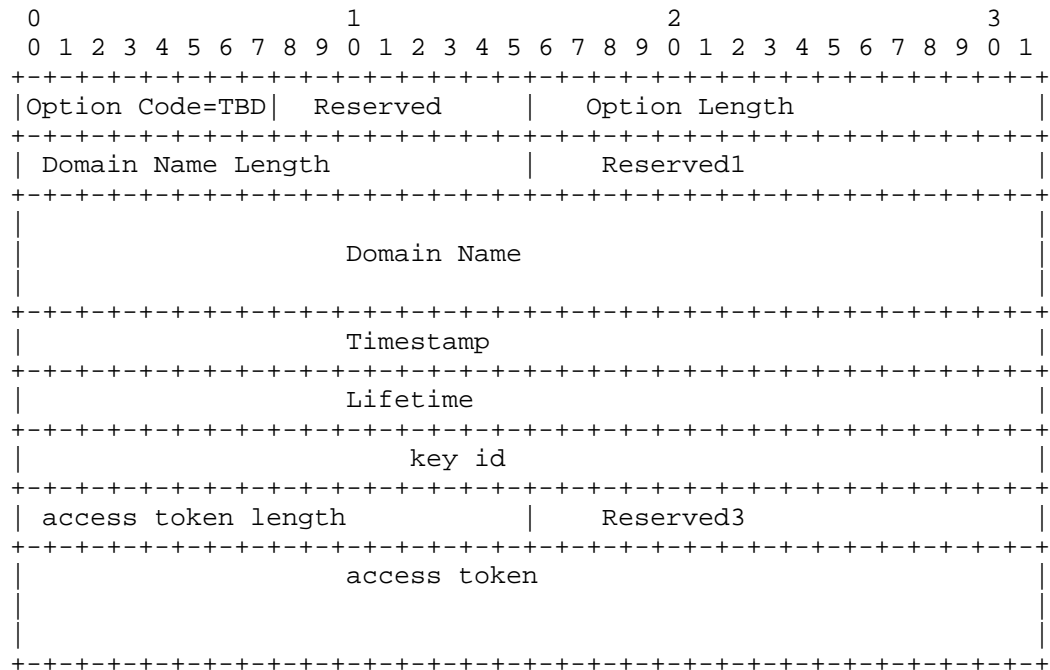 0                   1                   2                   3
 0 1 2 3 4 5 6 7 8 9 0 1 2 3 4 5 6 7 8 9 0 1 2 3 4 5 6 7 8 9 0 1
+-+-+-+-+-+-+-+-+-+-+-+-+-+-+-+-+-+-+-+-+-+-+-+-+-+-+-+-+-+-+-+-+
|Option Code=TBD|  Reserved     |   Option Length               |
+-+-+-+-+-+-+-+-+-+-+-+-+-+-+-+-+-+-+-+-+-+-+-+-+-+-+-+-+-+-+-+-+
| Domain Name Length            |    Reserved1                  |
+-+-+-+-+-+-+-+-+-+-+-+-+-+-+-+-+-+-+-+-+-+-+-+-+-+-+-+-+-+-+-+-+
|                                                               |
|                    Domain Name                                |
|                                                               |
+-+-+-+-+-+-+-+-+-+-+-+-+-+-+-+-+-+-+-+-+-+-+-+-+-+-+-+-+-+-+-+-+
|                    Timestamp                                  |
+-+-+-+-+-+-+-+-+-+-+-+-+-+-+-+-+-+-+-+-+-+-+-+-+-+-+-+-+-+-+-+-+
|                    Lifetime                                   |
+-+-+-+-+-+-+-+-+-+-+-+-+-+-+-+-+-+-+-+-+-+-+-+-+-+-+-+-+-+-+-+-+
|                        key id                                 |
+-+-+-+-+-+-+-+-+-+-+-+-+-+-+-+-+-+-+-+-+-+-+-+-+-+-+-+-+-+-+-+-+
| access token length           |    Reserved3                  |
+-+-+-+-+-+-+-+-+-+-+-+-+-+-+-+-+-+-+-+-+-+-+-+-+-+-+-+-+-+-+-+-+
|                    access token                               |
|                                                               |
|                                                               |
+-+-+-+-+-+-+-+-+-+-+-+-+-+-+-+-+-+-+-+-+-+-+-+-+-+-+-+-+-+-+-+-+